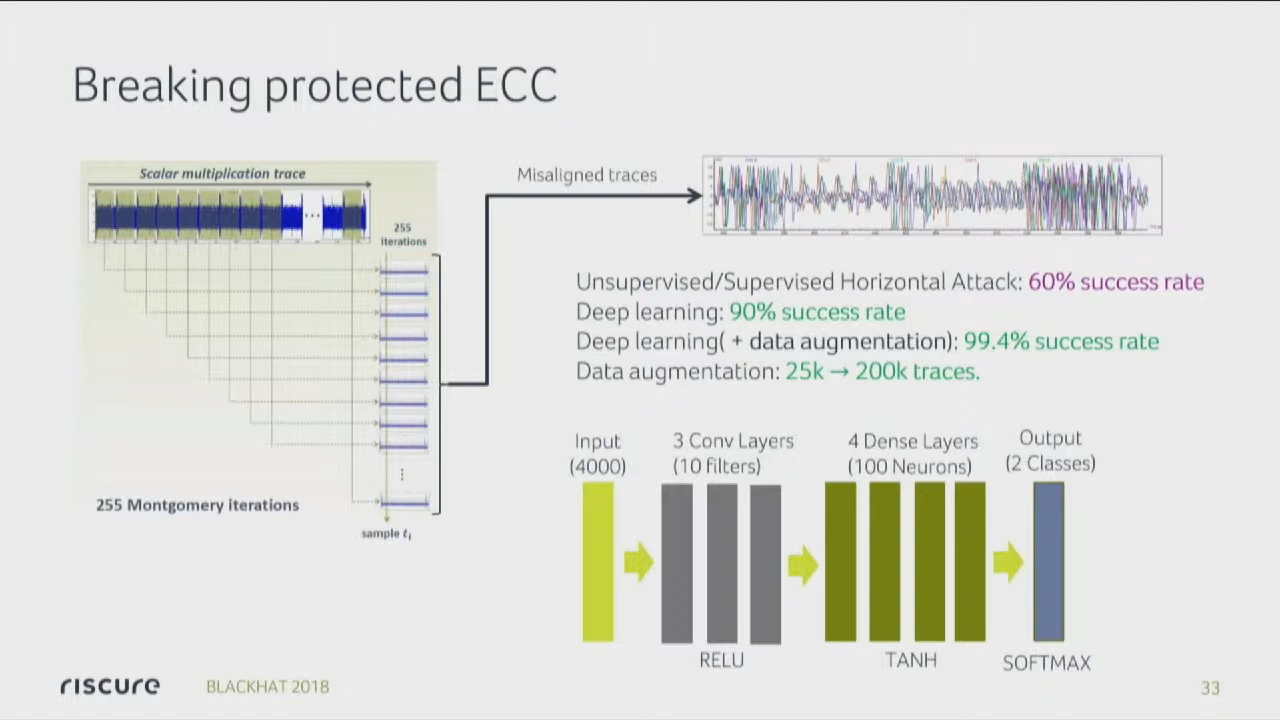 Breaking protected ECC
Scalar multiplication trace
255
Iterations
255 Montgomery iterations
sample tᵢ
Misaligned traces
Unsupervised/Supervised Horizontal Attack: 60% success rate
Deep learning: 90% success rate
Deep learning( + data augmentation): 99.4% success rate
Data augmentation: 25k → 200k traces.
Input
(4000)
3 Conv Layers
(10 filters)
4 Dense Layers
(100 Neurons)
Output
(2 Classes)
RELU
TANH
SOFTMAX
riscure
BLACKHAT 2018
33